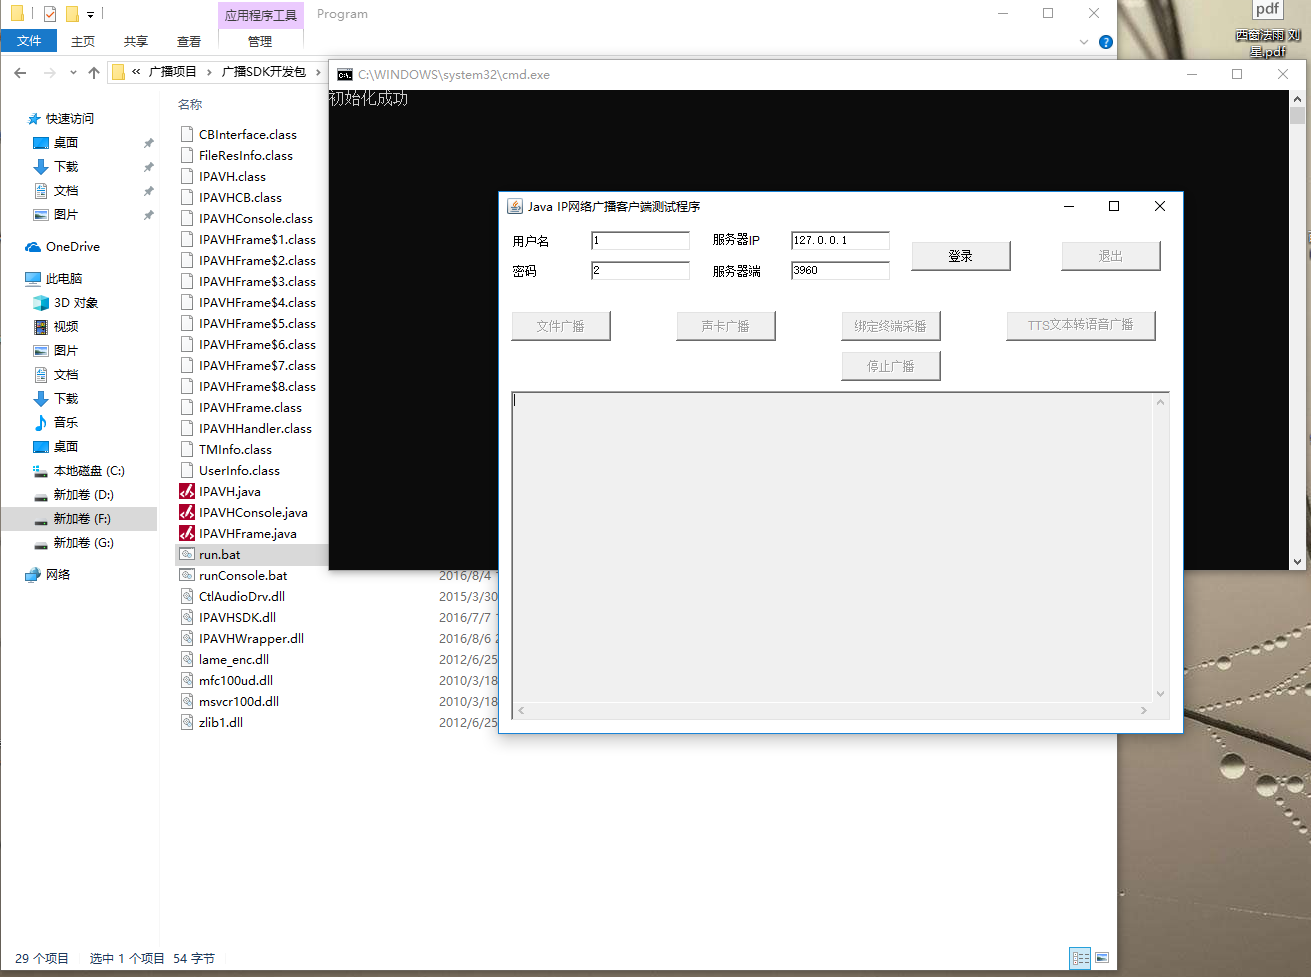 应用程序工具
Program
文件
主页
共享
查看
管理
« 广播项目 › 广播SDK开发包 ›
C:\WINDOWS\system32\cmd.exe
初始化成功
西窗法雨 刘
星.pdf
pdf
名称
快速访问
桌面
下载
文档
图片
OneDrive
此电脑
3D 对象
视频
图片
文档
下载
音乐
桌面
本地磁盘 (C:)
新加卷 (D:)
新加卷 (F:)
新加卷 (G:)
网络
CBInterface.class
FileResInfo.class
IPAVH.class
IPAVHCB.class
IPAVHConsole.class
IPAVHFrame$1.class
IPAVHFrame$2.class
IPAVHFrame$3.class
IPAVHFrame$4.class
IPAVHFrame$5.class
IPAVHFrame$6.class
IPAVHFrame$7.class
IPAVHFrame$8.class
IPAVHFrame.class
IPAVHHandler.class
TMInfo.class
UserInfo.class
IPAVH.java
IPAVHConsole.java
IPAVHFrame.java
run.bat
runConsole.bat 2016/8/4
CtlAudioDrv.dll 2015/3/30
IPAVHSDK.dll 2016/7/7
IPAVHWrapper.dll 2016/8/6
lame_enc.dll 2012/6/25
mfc100ud.dll 2010/3/18
msvcr100d.dll 2010/3/18
zlib1.dll 2012/6/25
Java IP网络广播客户端测试程序
用户名 1 服务器IP 127.0.0.1
密码 2 服务器端 3960
登录
退出
文件广播
声卡广播
绑定终端采播
TTS文本转语音广播
停止广播
29 个项目 选中 1 个项目 54 字节